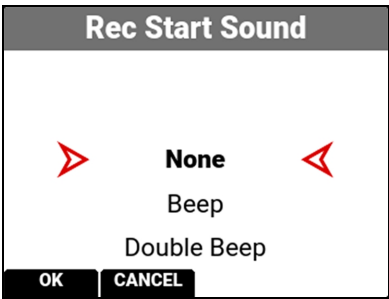 Rec Start Sound
None
Beep
Double Beep
OK CANCEL